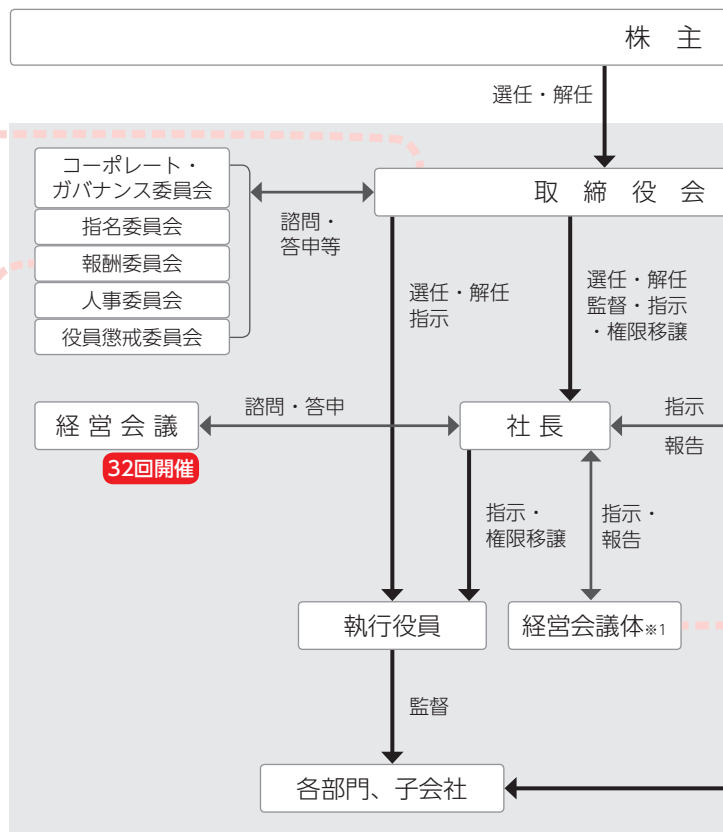 株 主
選任・解任
コーポレート・
ガバナンス委員会
指名委員会
報酬委員会
人事委員会
役員懲戒委員会
諮問・
答申等
取 締 役 会
選任・解任
指示
選任・解任
監督・指示
・権限移譲
経 営 会 議
32回開催
諮問・答申
社 長
指示
報告
指示・
権限移譲
指示・
報告
執行役員
経営会議体※1
監督
各部門、子会社